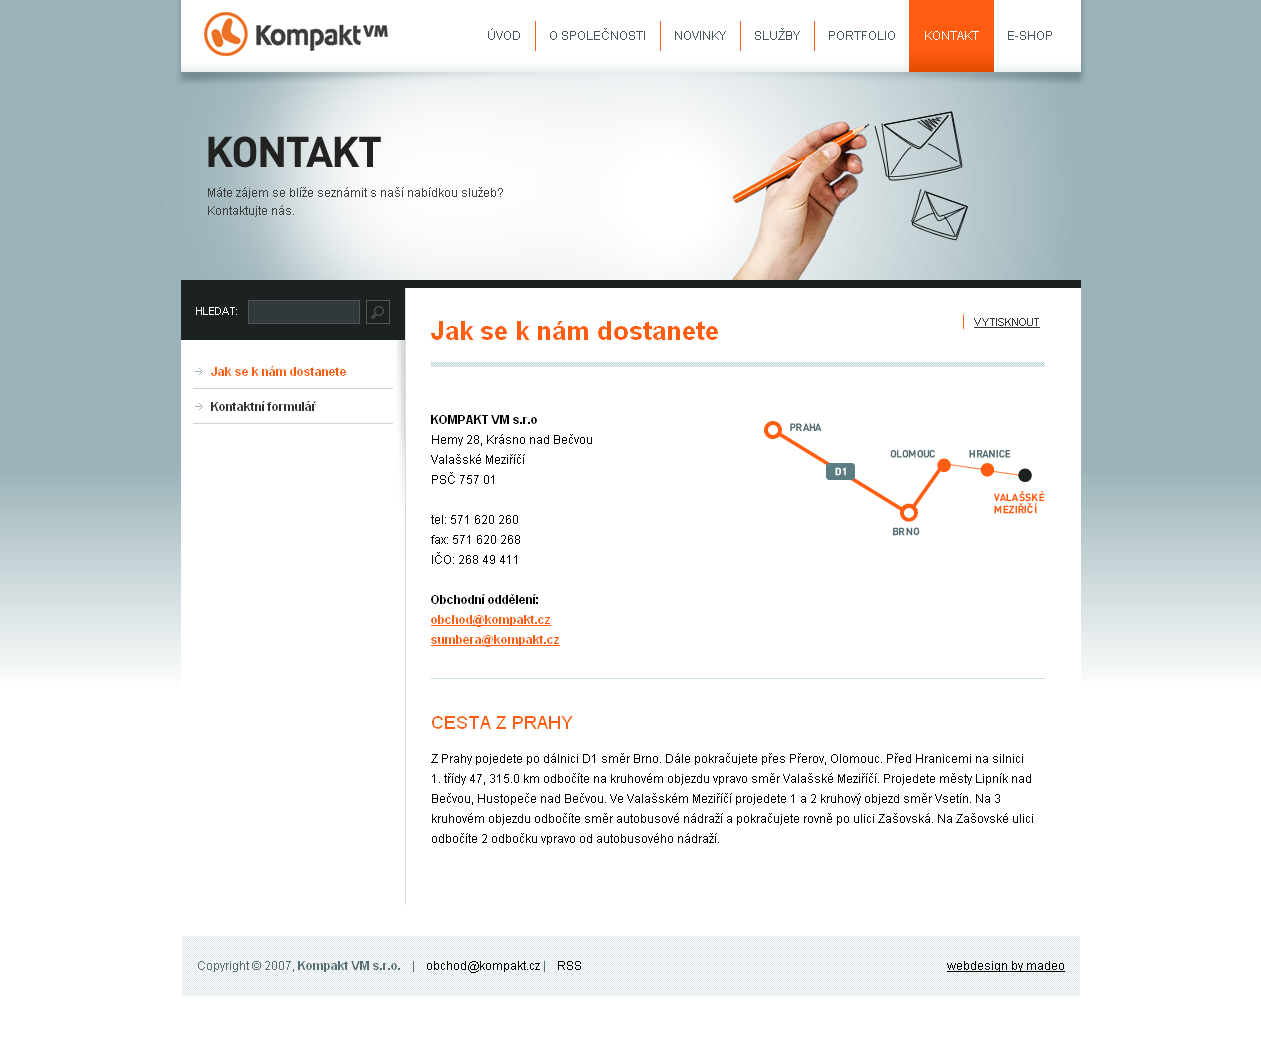 Kompakt VM
ÚVOD
O SPOLEČNOSTI
NOVINKY
SLUŽBY
PORTFOLIO
KONTAKT
E-SHOP
KONTAKT
Máte zájem se blíže seznámit s naší nabídkou služeb?
Kontaktujte nás.
HLEDAT:
Jak se k nám dostanete
Kontaktní formulář
Jak se k nám dostanete
VYTISKNOUT
KOMPAKT VM s.r.o
Hemy 28, Krásno nad Bečvou
Valašské Meziříčí
PSČ 757 01
tel: 571 620 260
fax: 571 620 268
IČO: 268 49 411
Obchodní oddělení:
obchod@kompakt.cz
sumbera@kompakt.cz
PRAHA
D1
OLOMOUC
HRANICE
VALAŠSKÉ
MEZIŘIČÍ
BRNO
CESTA Z PRAHY
Z Prahy pojedete po dálnici D1 směr Brno. Dále pokračujete přes Přerov, Olomouc. Před Hranicemi na silnici
1. třídy 47, 315.0 km odbočíte na kruhovém objezdu vpravo směr Valašské Meziříčí. Projedete městy Lipník nad
Bečvou, Hustopeče nad Bečvou. Ve Valašském Meziříčí projedete 1 a 2 kruhový objezd směr Vsetín. Na 3
kruhovém objezdu odbočíte směr autobusové nádraží a pokračujete rovně po ulici Zašovská. Na Zašovské ulici
odbočíte 2 odbočku vpravo od autobusového nádraží.
Copyright © 2007, Kompakt VM s.r.o. | obchod@kompakt.cz | RSS
webdesign by madeo